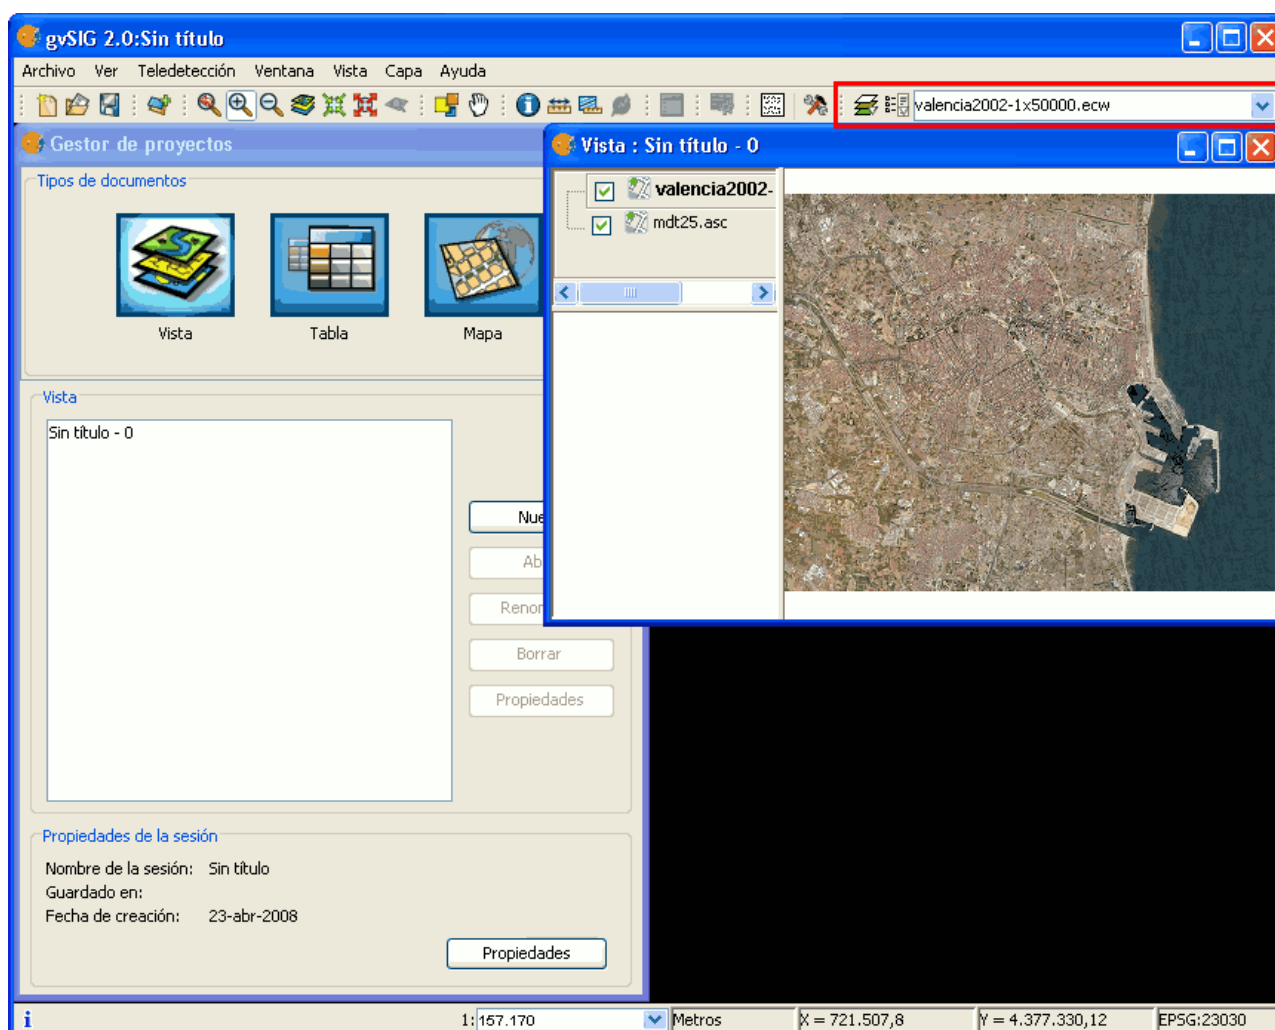 gvSIG 2.0:Sin título
Archivo Ver Teledetección Ventana Vista Capa Ayuda
valencia2002-1x50000.ecw
Gestor de proyectos
Tipos de documentos
Vista Tabla Mapa
Vista
Sin título - 0
Nue
Ab
Renor
Borrar
Propiedades
Propiedades de la sesión
Nombre de la sesión: Sin título
Guardado en:
Fecha de creación: 23-abr-2008
Propiedades
Vista : Sin título - 0
valencia2002-
mdt25.asc
1: 157.170 Metros X = 721.507,8 Y = 4.377.330,12 EPSG:23030